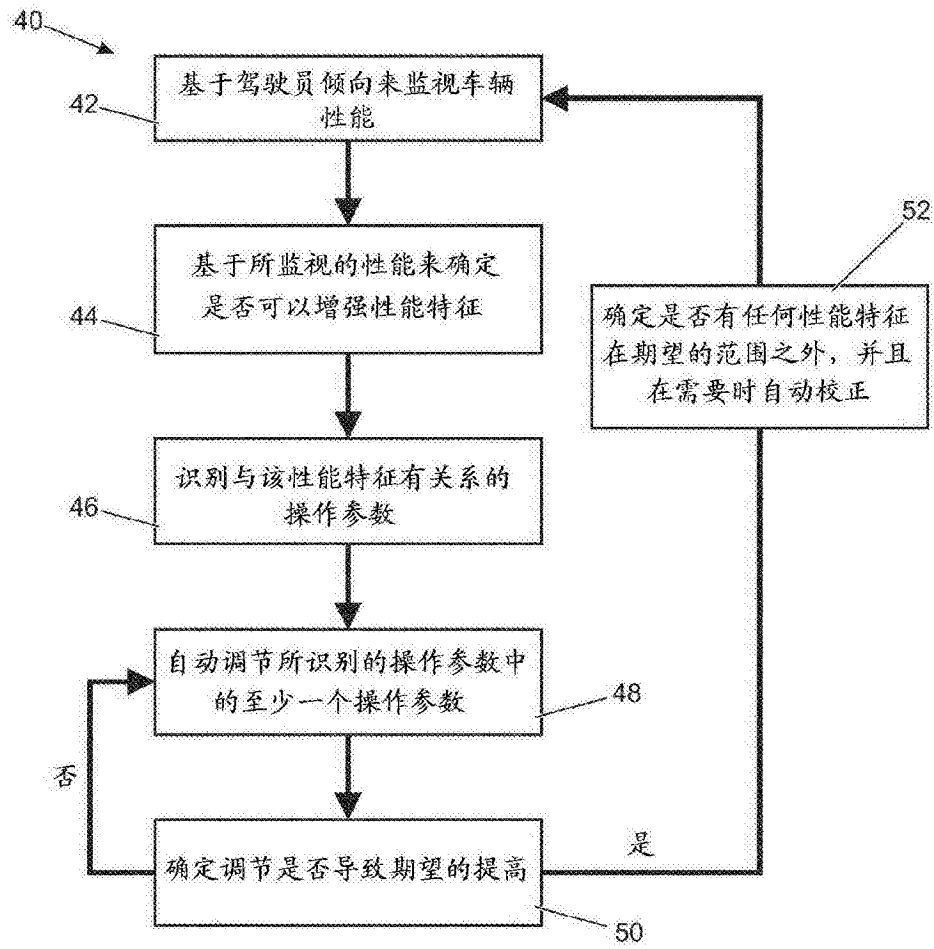 40
42
基于驾驶员倾向来监视车辆
性能
44
基于所监视的性能来确定
是否可以增强性能特征
52
确定是否有任何性能特征
在期望的范围之外，并且
在需要时自动校正
46
识别与该性能特征有关系的
操作参数
自动调节所识别的操作参数中
的至少一个操作参数
48
否
确定调节是否导致期望的提高
是
50